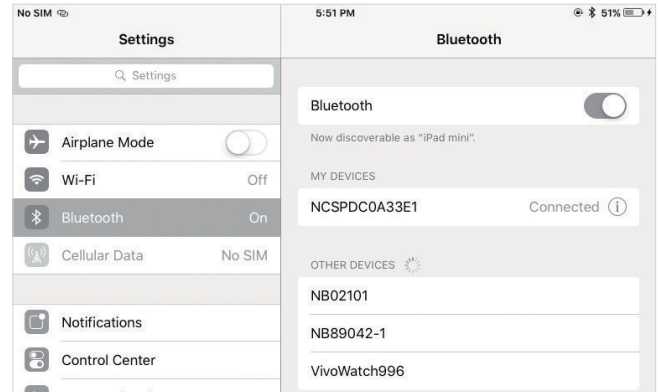 No SIM
5:51 PM
51%
Settings
Bluetooth
Settings
Airplane Mode
Wi-Fi Off
Bluetooth On
Cellular Data No SIM
Notifications
Control Center
Bluetooth
Now discoverable as “iPad mini”.
MY DEVICES
NCSPDC0A33E1 Connected
OTHER DEVICES
NB02101
NB89042-1
VivoWatch996